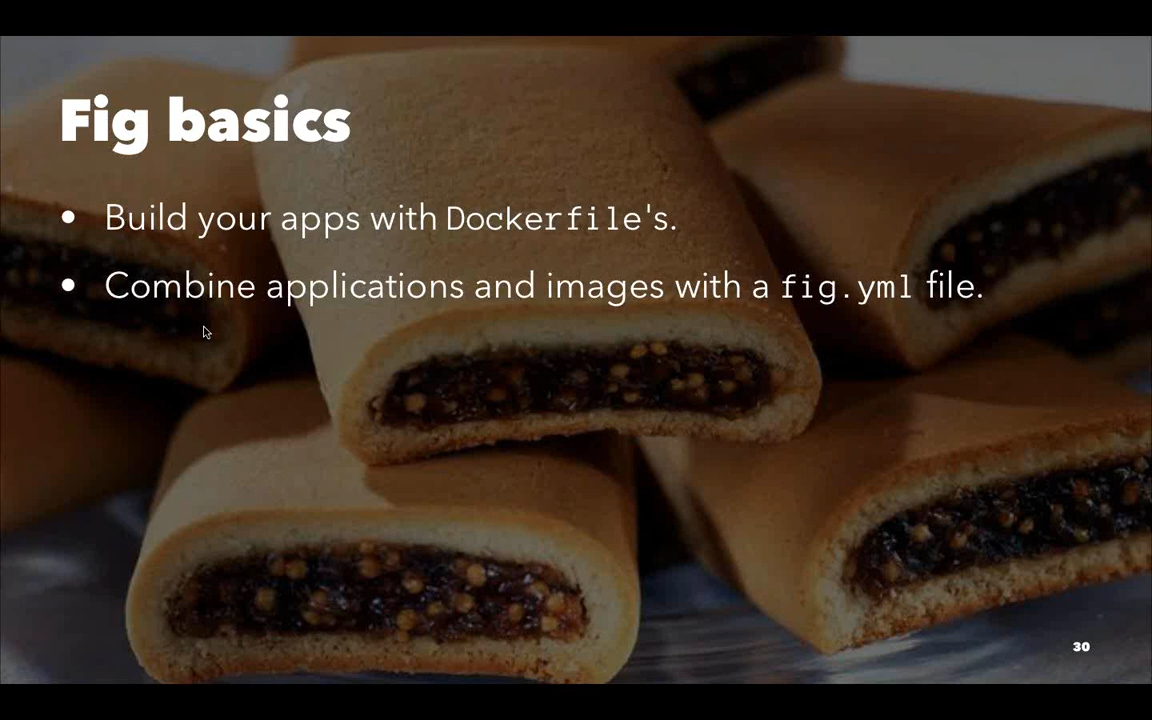 Fig basics
• Build your apps with Dockerfile's.
• Combine applications and images with a fig.yml file.
30